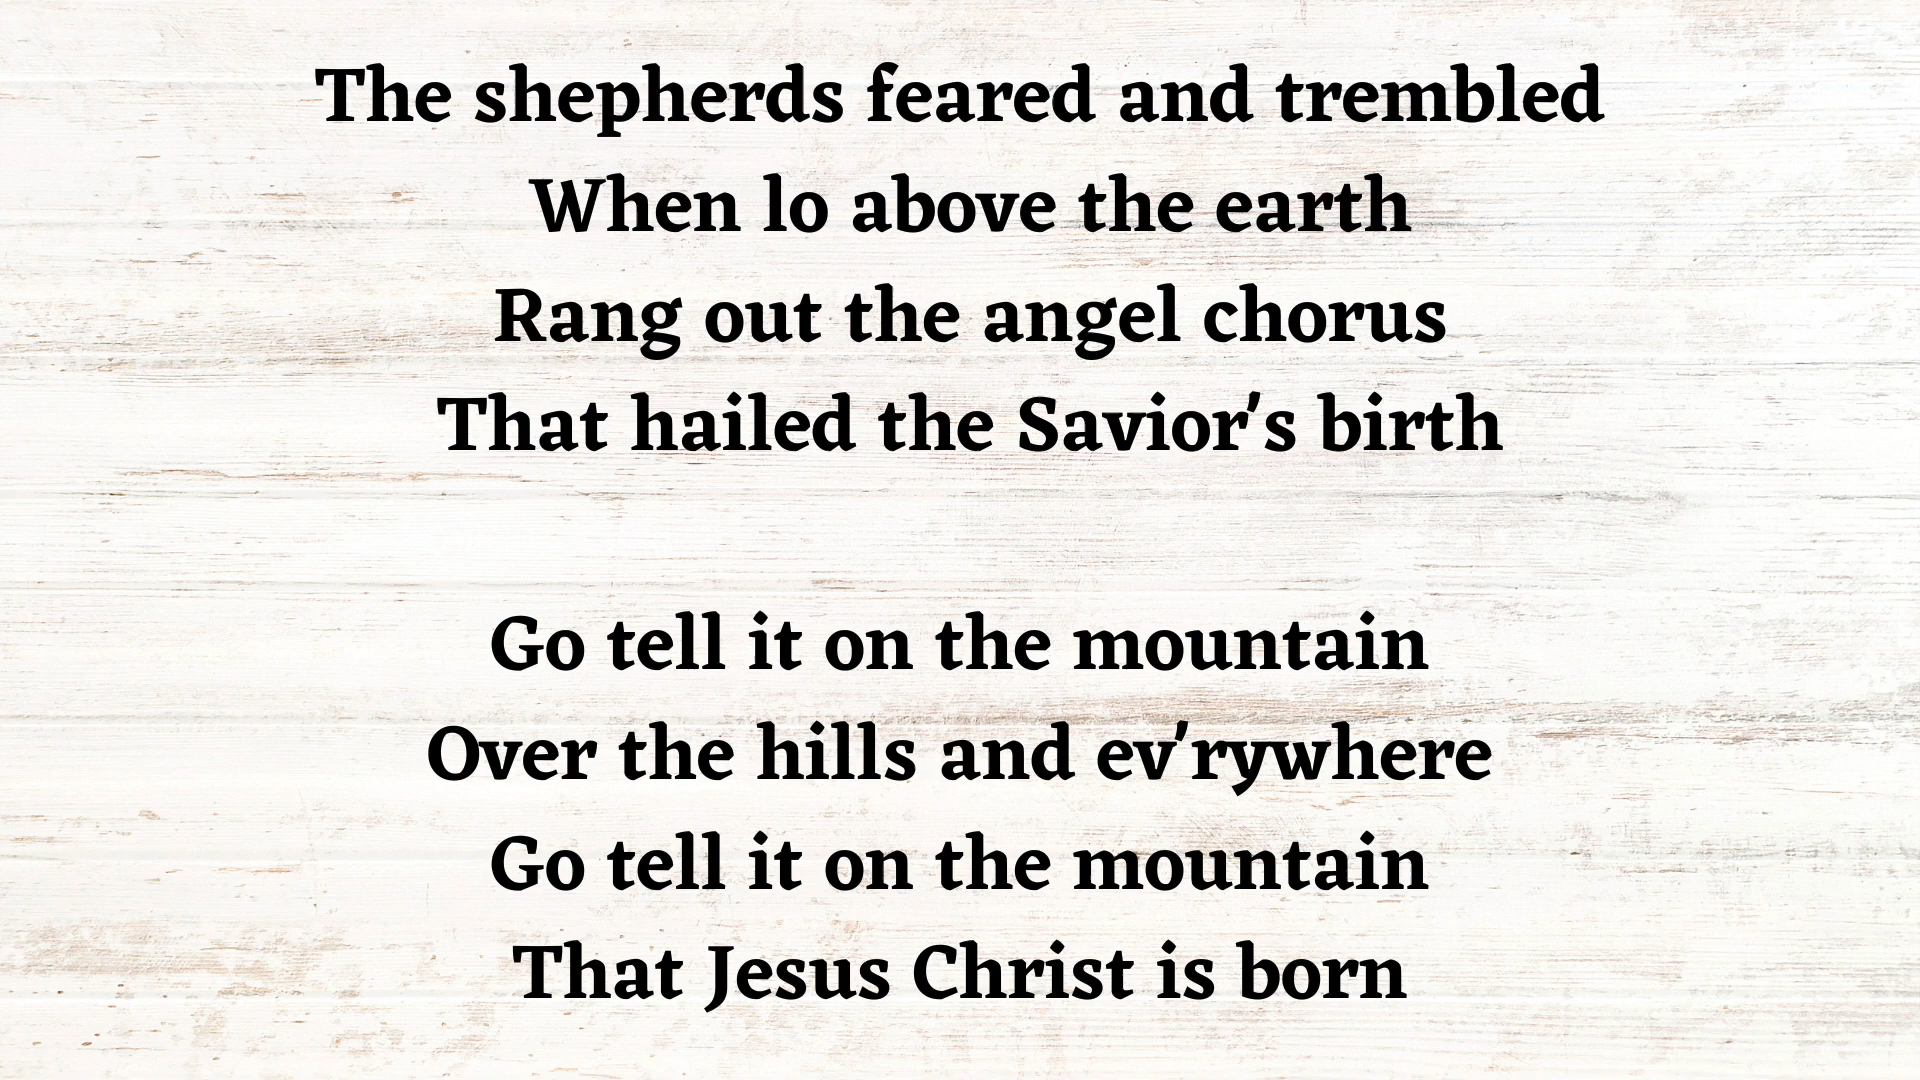 The shepherds feared and trembled
When lo above the earth
Rang out the angel chorus
That hailed the Savior's birth
Go tell it on the mountain
Over the hills and ev'rywhere
Go tell it on the mountain
That Jesus Christ is born